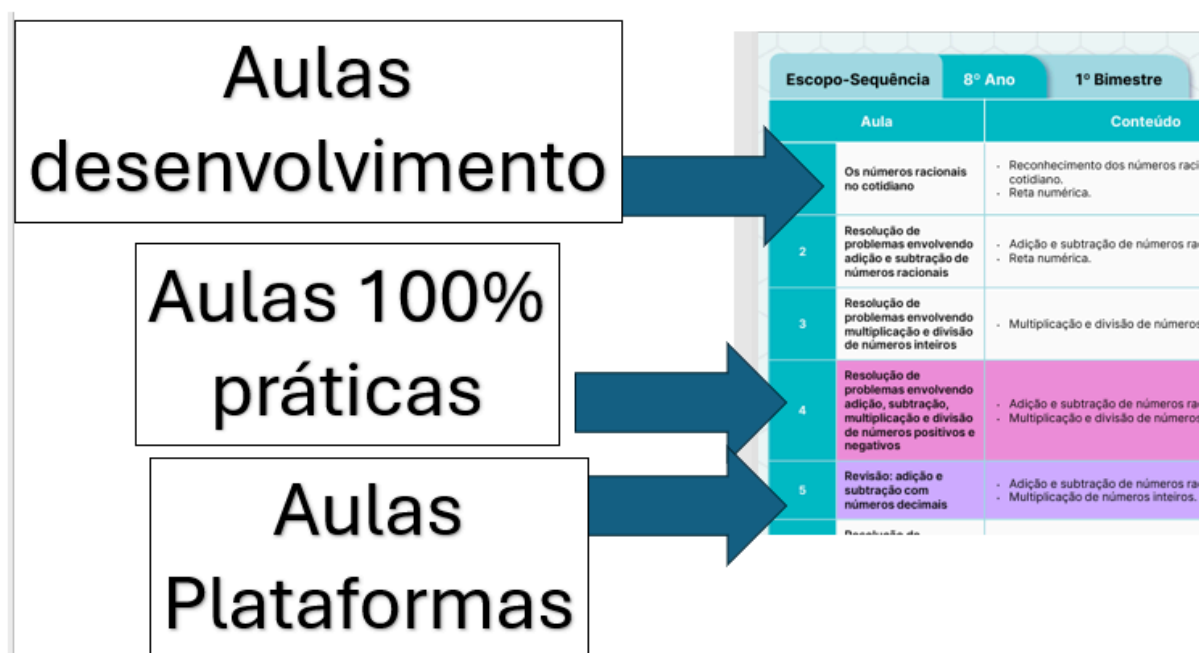 Aulas
desenvolvimento
Aulas 100%
práticas
Aulas
Plataformas
Escopo-Sequência 8º Ano 1º Bimestre
Aula Conteúdo
Os números racionais
no cotidiano
- Reconhecimento dos números
cotidiano.
- Reta numérica.
2
Resolução de
problemas envolvendo
adição e subtração de
números racionais
- Adição e subtração de números
- Reta numérica.
3
Resolução de
problemas envolvendo
multiplicação e divisão
de números inteiros
- Multiplicação e divisão de números
4
Resolução de
problemas envolvendo
adição, subtração,
multiplicação e divisão
de números positivos e
negativos
- Adição e subtração de números
- Multiplicação e divisão de números
5
Revisão: adição e
subtração com
números decimais
- Adição e subtração de números
- Multiplicação de números inteiros.